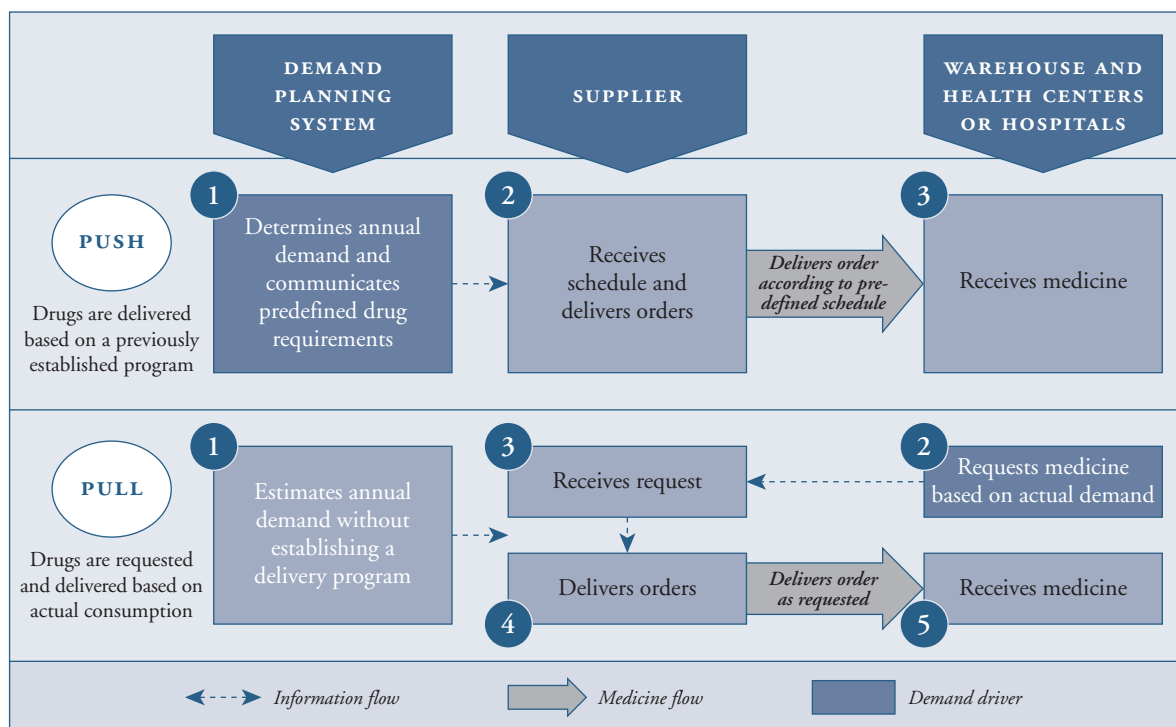 DEMAND
PLANNING
SYSTEM
SUPPLIER
WAREHOUSE AND
HEALTH CENTERS
OR HOSPITALS
PUSH
Drugs are delivered
based on a previously
established program
1
Determines annual
demand and
communicates
predefined drug
requirements
2
Receives
schedule and
delivers orders
Delivers order
according to pre-
defined schedule
3
Receives medicine
PULL
Drugs are requested
and delivered based on
actual consumption
1
Estimates annual
demand without
establishing a
delivery program
3
Receives request
2
Requests medicine
based on actual demand
Delivers orders
4
Delivers order
as requested
Receives medicine
5
Information flow
Medicine flow
Demand driver